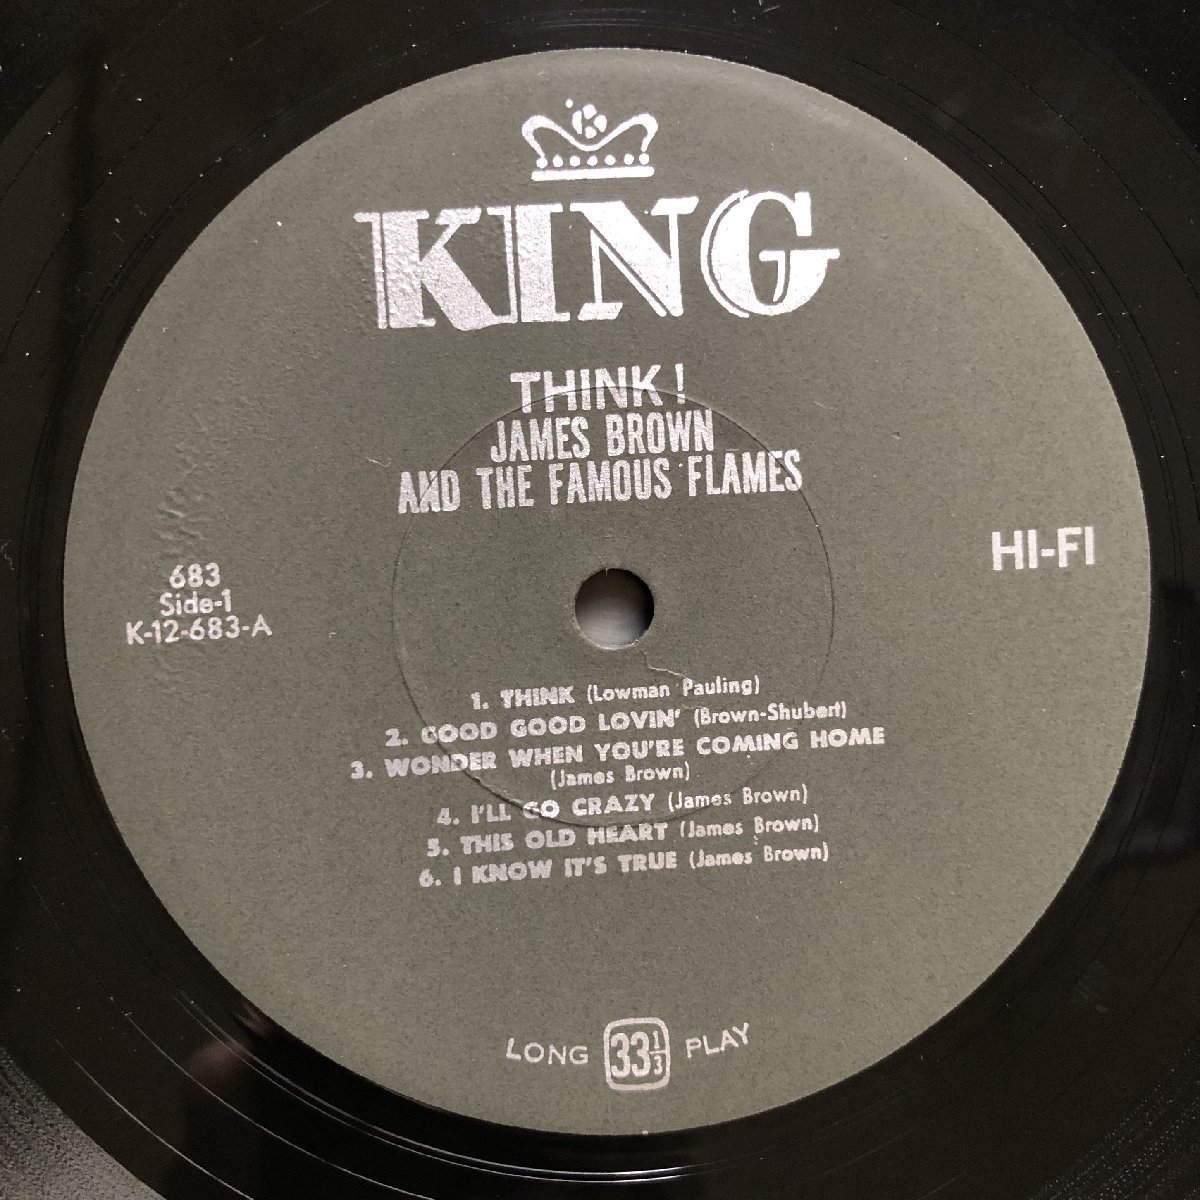 K
KING
THINK!
JAMES BROWN
AND THE FAMOUS FLAMES
HI-FI
683
Side-1
K-12-683-A
1. THINK (Lowman Pauling)
2. GOOD GOOD LOVIN' (Brown-Shubert)
3. WONDER WHEN YOU'RE COMING HOME
(James Brown)
4. I'LL GO CRAZY (James Brown)
5. THIS OLD HEART (James Brown)
6. I KNOW IT'S TRUE (James Brown)
LONG 33 1/3 PLAY